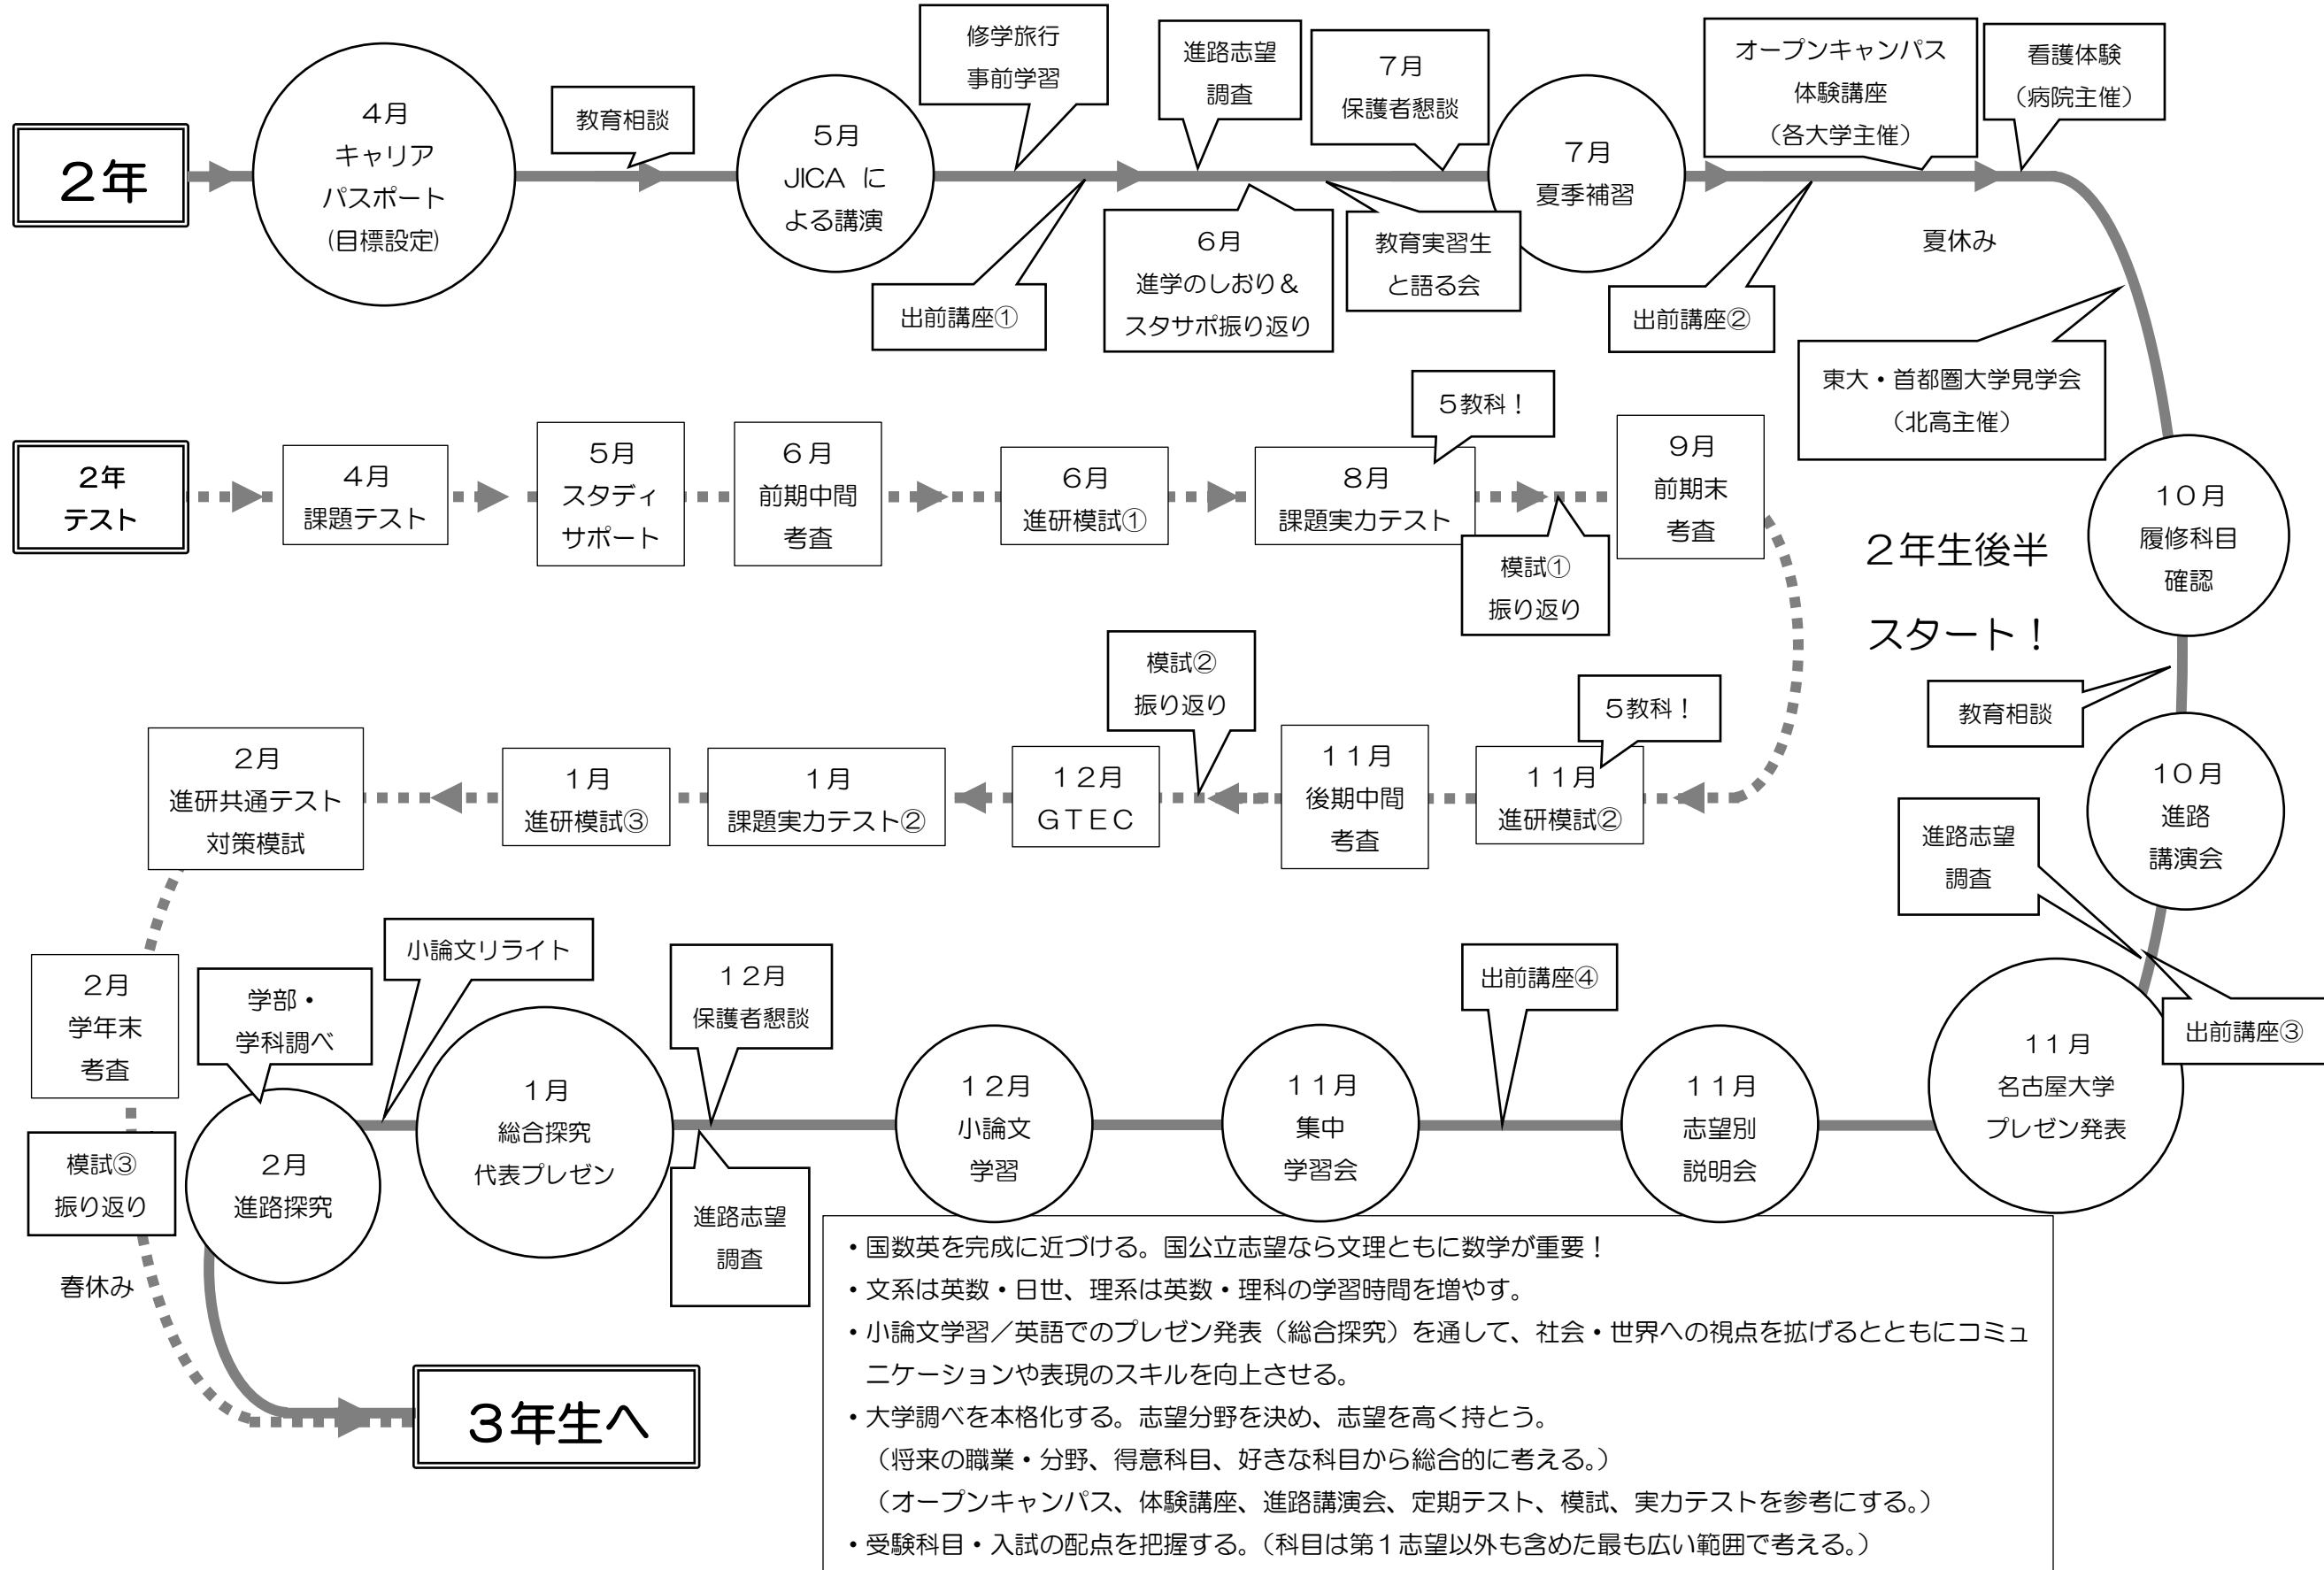 ２年
４月
キャリア
パスポート
(目標設定)
教育相談
５月
JICA に
よる講演
修学旅行
事前学習
出前講座①
進路志望
調査
６月
進学のしおり＆
スタサポ振り返り
７月
保護者懇談
教育実習生
と語る会
７月
夏季補習
出前講座②
オープンキャンパス
体験講座
（各大学主催）
看護体験
（病院主催）
夏休み
東大・首都圏大学見学会
（北高主催）
２年
テスト
４月
課題テスト
５月
スタディ
サポート
６月
前期中間
考査
６月
進研模試①
８月
課題実力テスト
５教科！
模試①
振り返り
９月
前期末
考査
２年生後半
スタート！
１０月
履修科目
確認
教育相談
１０月
進路
講演会
５教科！
１１月
進研模試②
１１月
後期中間
考査
模試②
振り返り
１２月
ＧＴＥＣ
１月
課題実力テスト②
１月
進研模試③
２月
進研共通テスト
対策模試
２月
学年末
考査
模試③
振り返り
春休み
進路志望
調査
出前講座③
１１月
名古屋大学
プレゼン発表
１１月
志望別
説明会
出前講座④
１１月
集中
学習会
１２月
小論文
学習
１２月
保護者懇談
進路志望
調査
１月
総合探究
代表プレゼン
小論文リライト
学部・
学科調べ
２月
進路探究
３年生へ
・国数英を完成に近づける。国公立志望なら文理ともに数学が重要！
・文系は英数・日世、理系は英数・理科の学習時間を増やす。
・小論文学習／英語でのプレゼン発表（総合探究）を通して、社会・世界への視点を拡げるとともにコミュ
ニケーションや表現のスキルを向上させる。
・大学調べを本格化する。志望分野を決め、志望を高く持とう。
（将来の職業・分野、得意科目、好きな科目から総合的に考える。）
（オープンキャンパス、体験講座、進路講演会、定期テスト、模試、実力テストを参考にする。）
・受験科目・入試の配点を把握する。（科目は第１志望以外も含めた最も広い範囲で考える。）